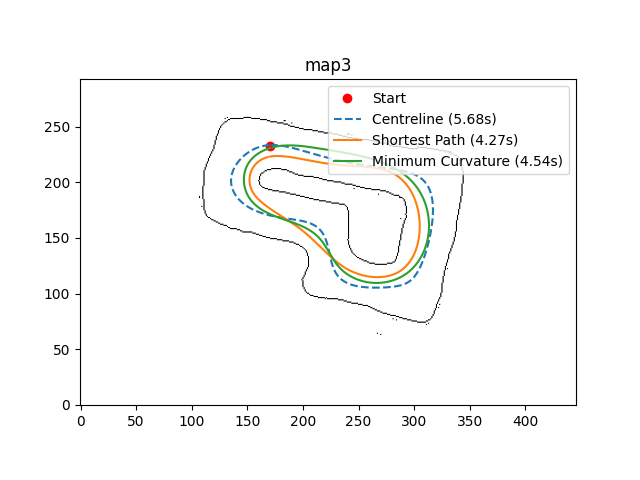 map3
Start
Centreline (5.68s)
Shortest Path (4.27s)
Minimum Curvature (4.54s)
250
200
150
100
50
0
0 50 100 150 200 250 300 350 400